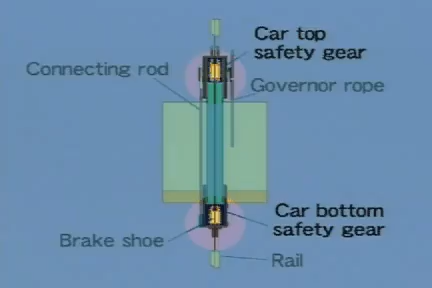 Car top
safety gear
Connecting rod
Governor rope
Car bottom
safety gear
Brake shoe
Rail